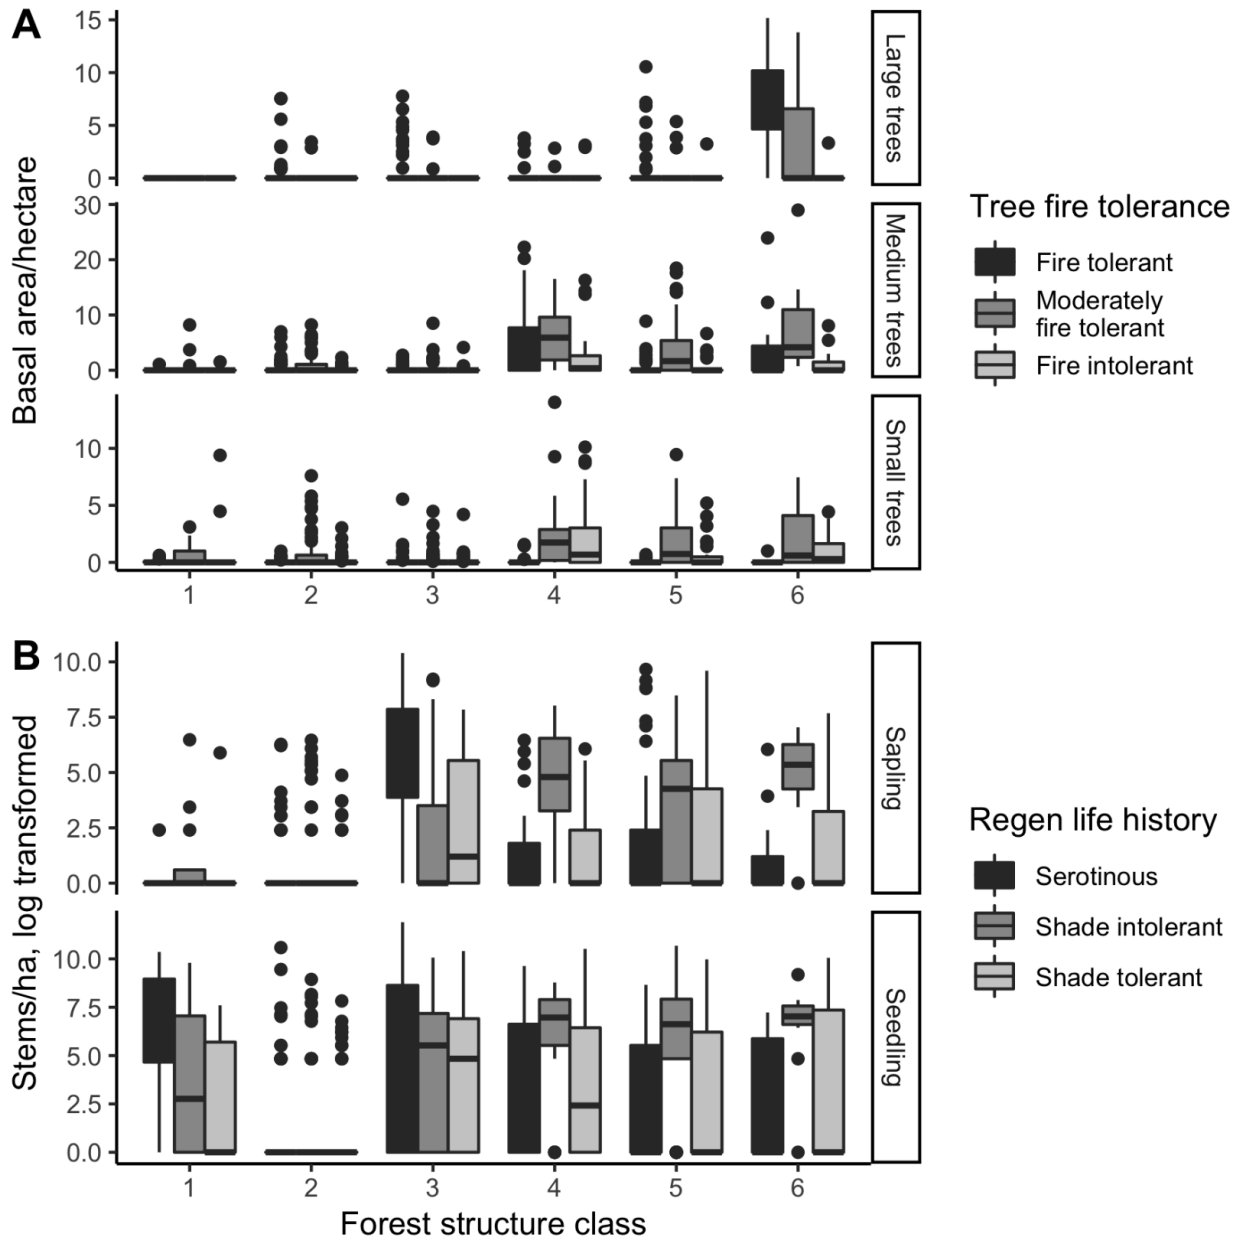 A
15
10
5
0
Large trees
30
20
10
0
Medium trees
10
5
0
Small trees
1 2 3 4 5 6
Basal area/hectare
Tree fire tolerance
Fire tolerant
Moderately
fire tolerant
Fire intolerant
B
10.0
7.5
5.0
2.5
0.0
Sapling
10.0
7.5
5.0
2.5
0.0
Seedling
1 2 3 4 5 6
Stems/ha, log transformed
Forest structure class
Regen life history
Serotinous
Shade intolerant
Shade tolerant